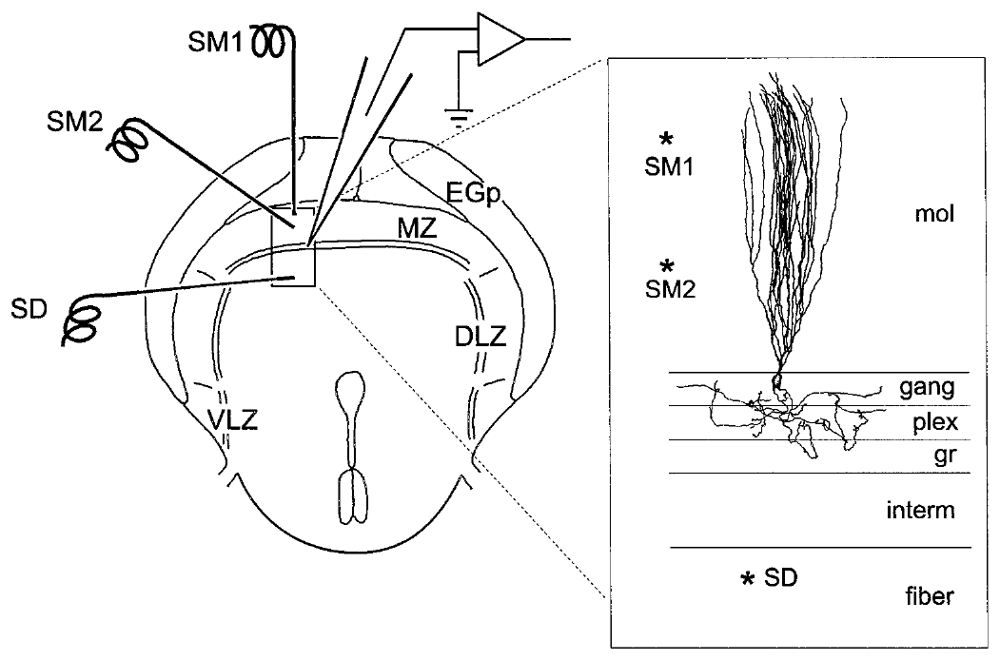 SM1
SM2
EGp
MZ
SD
DLZ
VLZ
* SM1
mol
* SM2
gang
plex
gr
interm
* SD
fiber